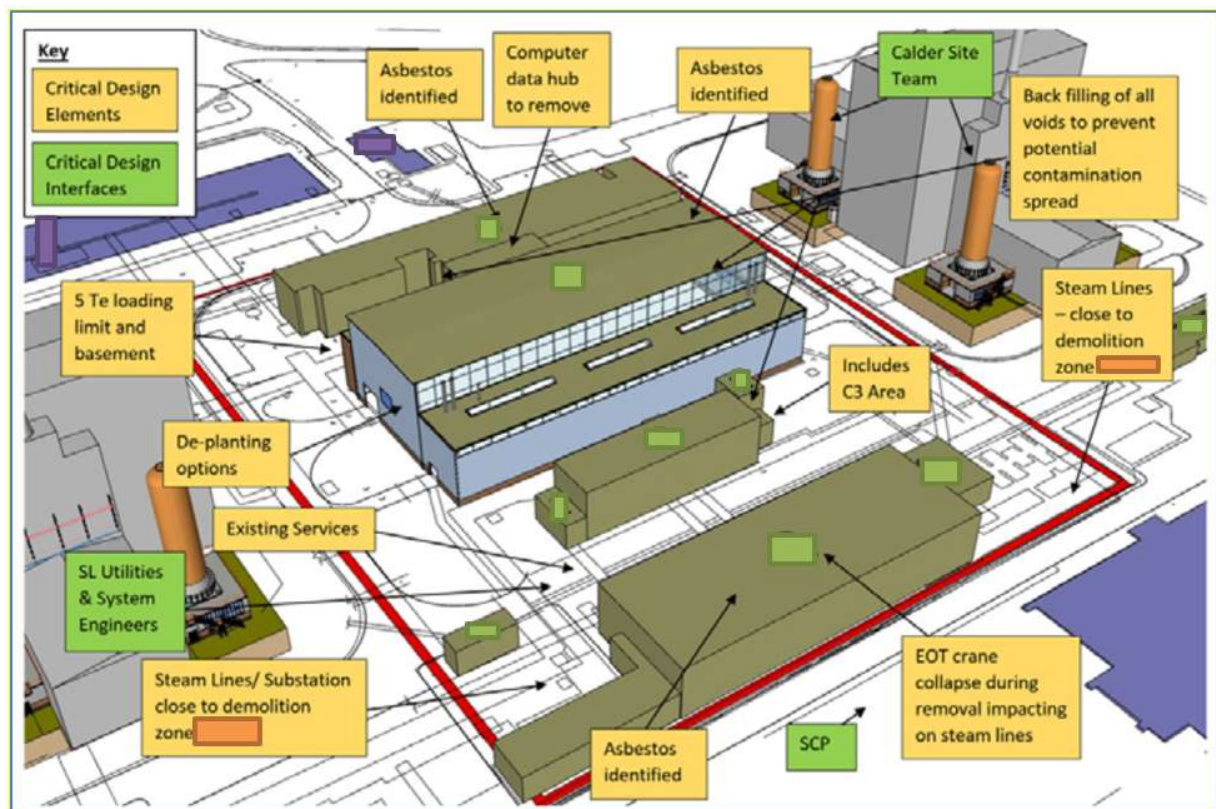 Key
Critical Design
Elements
Critical Design
Interfaces
Asbestos
identified
Computer
data hub
to remove
Asbestos
identified
Calder Site
Team
Back filling of all
voids to prevent
potential
contamination
spread
5 Te loading
limit and
basement
Steam Lines
– close to
demolition
zone
Includes
C3 Area
De-planting
options
Existing Services
SL Utilities
& System
Engineers
Steam Lines/ Substation
close to demolition
zone
Asbestos
identified
SCP
EOT crane
collapse during
removal impacting
on steam lines